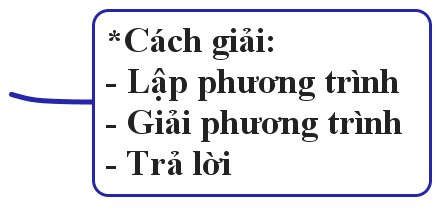 *Cách giải:
- Lập phương trình
- Giải phương trình
- Trả lời